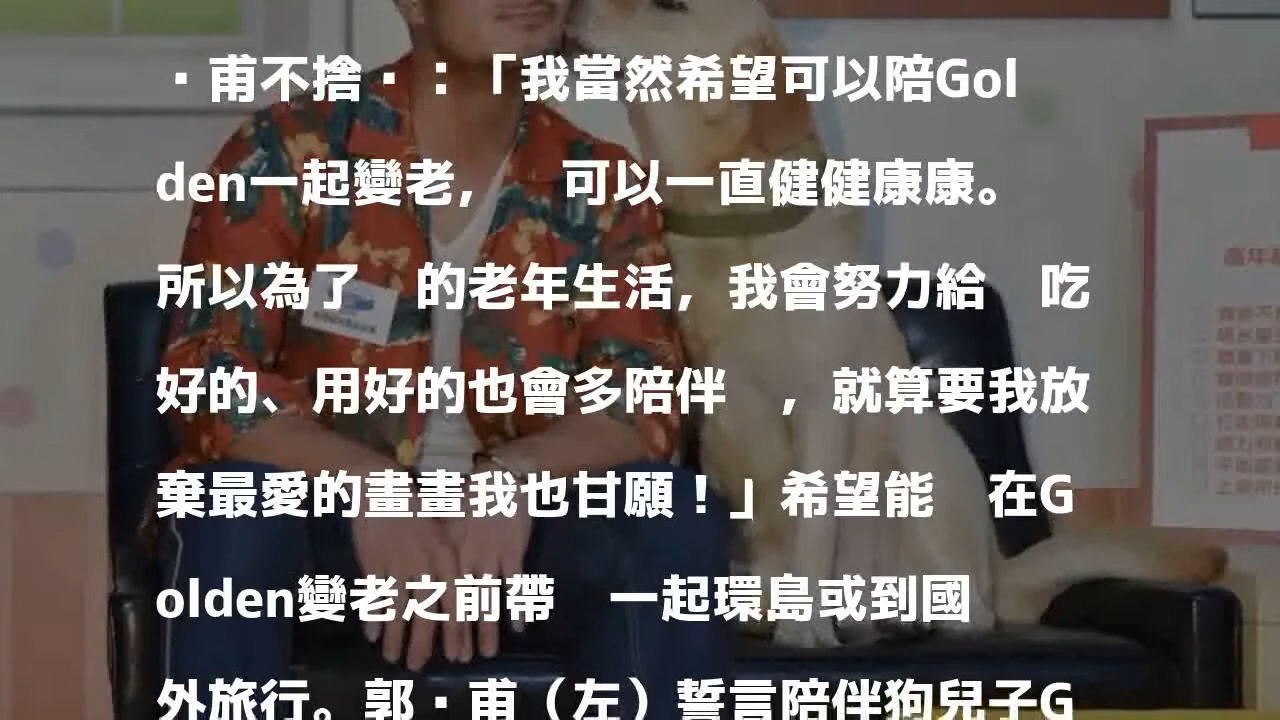 ▪甫不捨▪：「我當然希望可以陪Gol
den一起變老，　可以一直健健康康。
所以為了　的老年生活，我會努力給　吃
好的、用好的也會多陪伴　，就算要我放
棄最愛的畫畫我也甘願！」希望能　在G
olden變老之前帶　一起環島或到國
外旅行。郭▪甫（左）誓言陪伴狗兒子G